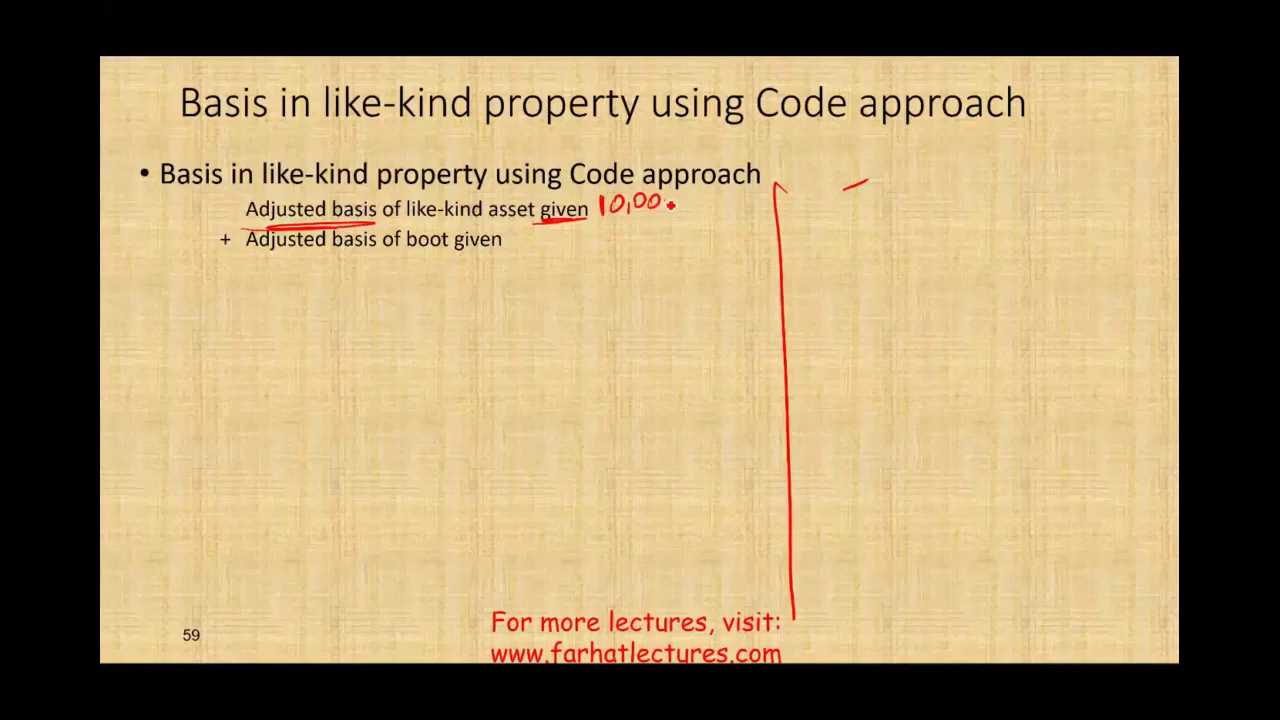 Basis in like-kind property using Code approach
• Basis in like-kind property using Code approach
Adjusted basis of like-kind asset given 10,00
+ Adjusted basis of boot given
59
For more lectures, visit:
www.farhatlectures.com